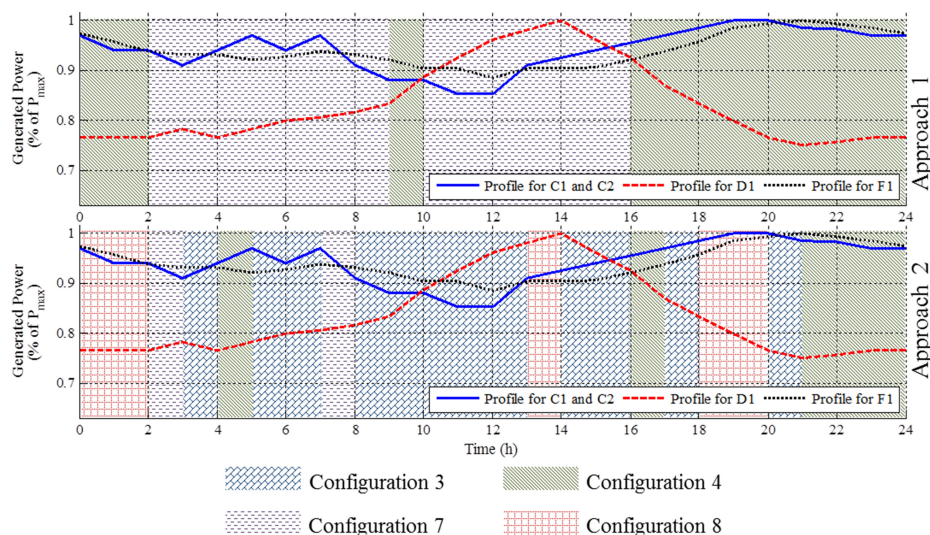 Generated Power
(% of Pmax)
1
0.9
0.8
0.7
Profile for C1 and C2 Profile for D1 Profile for F1
0 2 4 6 8 10 12 14 16 18 20 22 24
Approach 1
Generated Power
(% of Pmax)
1
0.9
0.8
0.7
Profile for C1 and C2 Profile for D1 Profile for F1
0 2 4 6 8 10 12 14 16 18 20 22 24
Time (h)
Approach 2
Configuration 3 Configuration 4
Configuration 7 Configuration 8